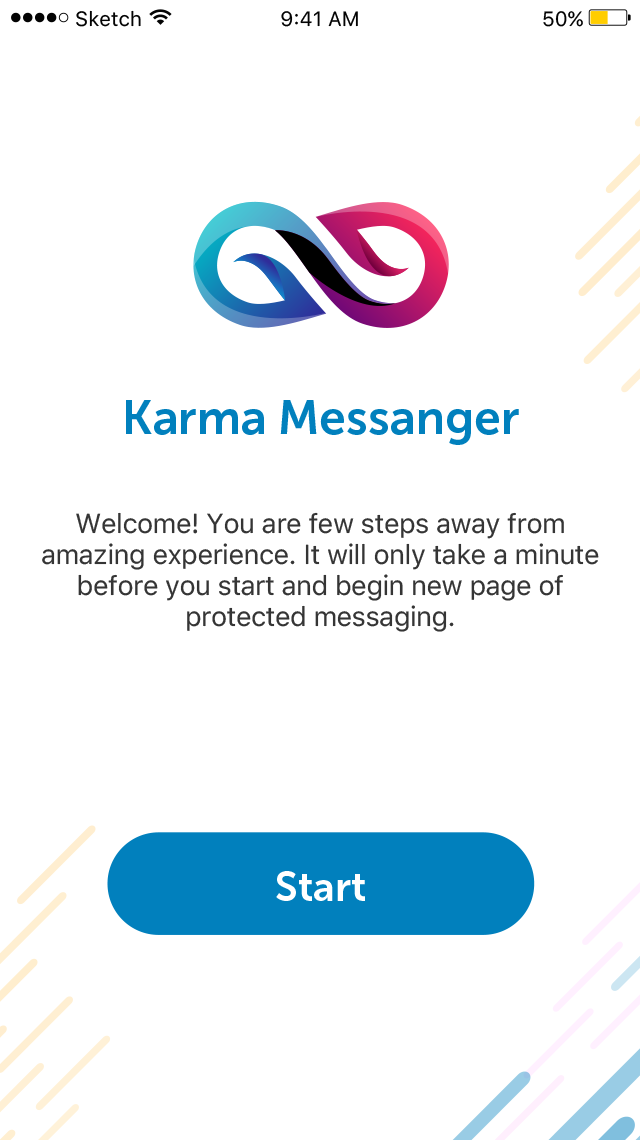 Sketch 9:41 AM 50%
Karma Messanger
Welcome! You are few steps away from
amazing experience. It will only take a minute
before you start and begin new page of
protected messaging.
Start